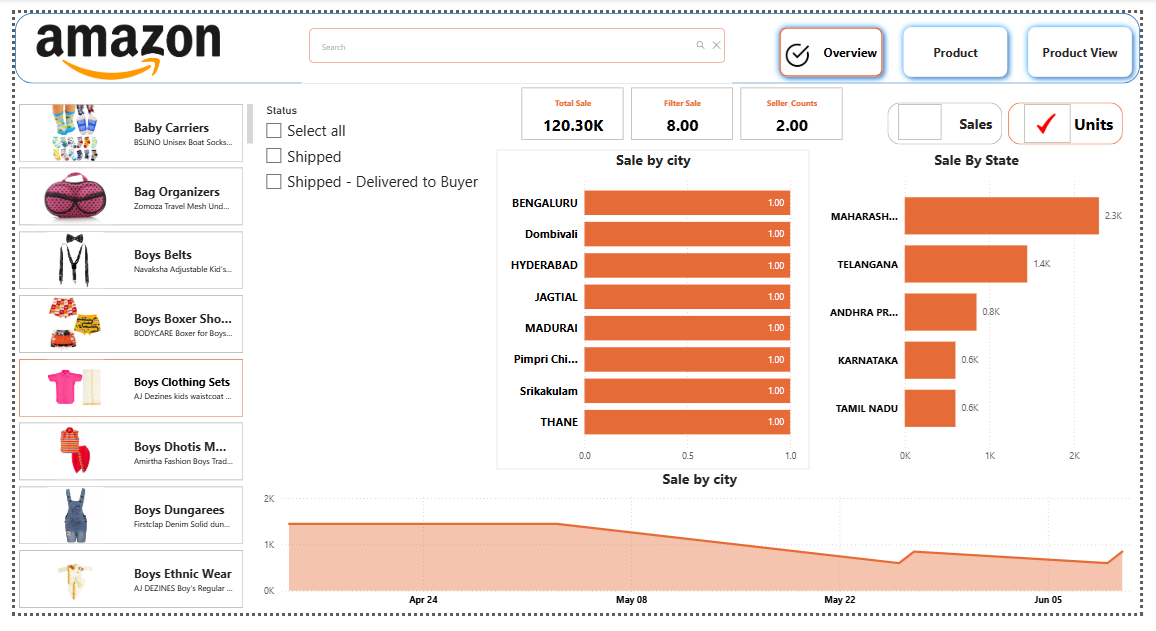 amazon
Search
Overview
Product
Product View
Baby Carriers
BSLINO Unisex Boat Socks...
Bag Organizers
Zomoza Travel Mesh Und...
Boys Belts
Navaksha Adjustable Kid's...
Boys Boxer Sho...
BODYCARE Boxer for Boys...
Boys Clothing Sets
AJ Dezines kids waistcoat ...
Boys Dhotis M...
Amirtha Fashion Boys Trad...
Boys Dungarees
Firstclap Denim Solid dun...
Boys Ethnic Wear
AJ DEZINES Boy's Regular ...
Status
Select all
Shipped
Shipped - Delivered to Buyer
Total Sale
120.30K
Filter Sale
8.00
Seller Counts
2.00
Sales
Units
Sale by city
BENGALURU 1.00
Dombivali 1.00
HYDERABAD 1.00
JAGTIAL 1.00
MADURAI 1.00
Pimpri Chi... 1.00
Srikakulam 1.00
THANE 1.00
0.0 0.5 1.0
Sale By State
MAHARASH... 2.3K
TELANGANA 1.4K
ANDHRA PR... 0.8K
KARNATAKA 0.6K
TAMIL NADU 0.6K
0K 1K 2K
Sale by city
2K
1K
0K
Apr 24 May 08 May 22 Jun 05